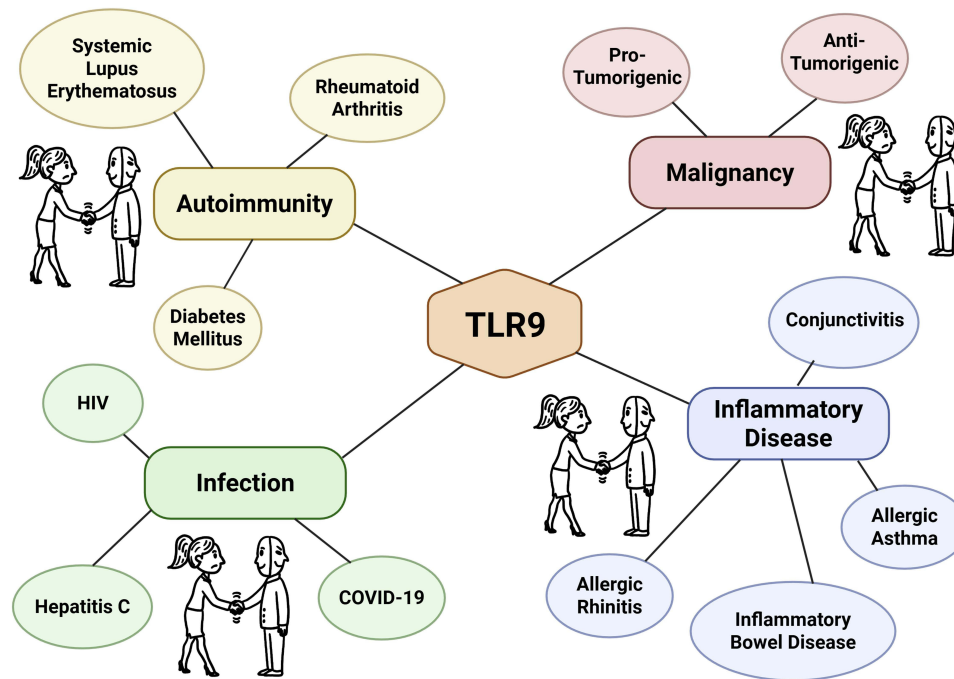 Systemic
Lupus
Erythematosus
Rheumatoid
Arthritis
Autoimmunity
Diabetes
Mellitus
Pro-
Tumorigenic
Anti-
Tumorigenic
Malignancy
TLR9
HIV
Infection
Hepatitis C
COVID-19
Conjunctivitis
Inflammatory
Disease
Allergic
Asthma
Allergic
Rhinitis
Inflammatory
Bowel Disease